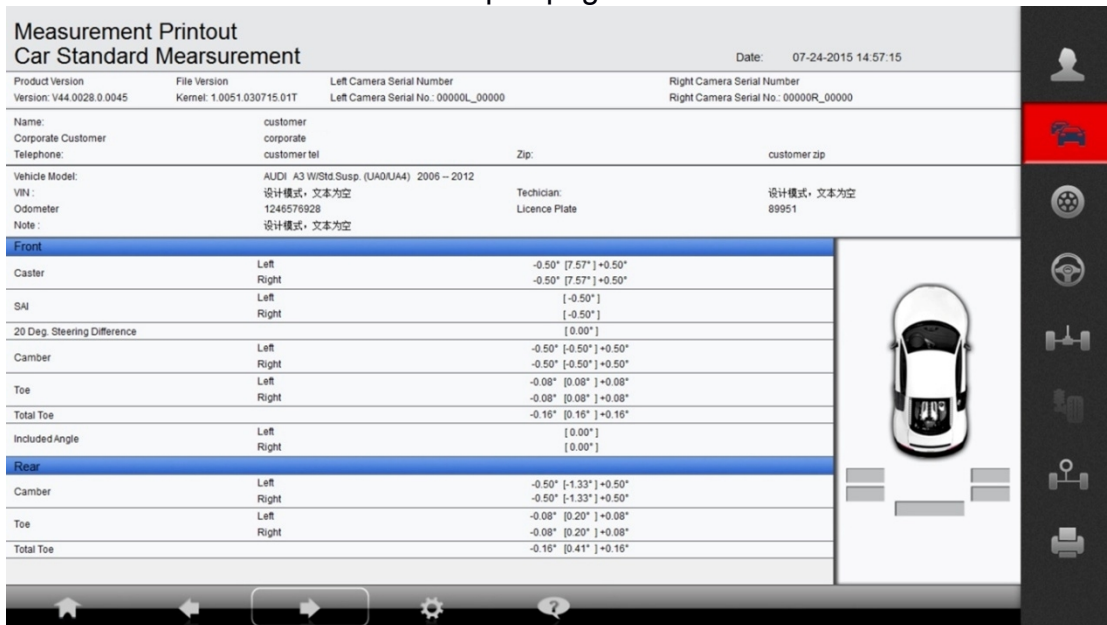 Measurement Printout
Car Standard Mearsurement
Date: 07-24-2015 14:57:15
Product Version File Version Left Camera Serial Number Right Camera Serial Number
Version: V44.0028.0.0045 Kernel: 1.0051.030715.01T Left Camera Serial No.: 00000L_00000 Right Camera Serial No.: 00000R_00000
Name: customer
Corporate Customer corporate
Telephone: customer tel Zip: customer zip
Vehicle Model: AUDI A3 W/Std.Susp. (UA0/UA4) 2006 -- 2012
VIN : 设计模式，文本为空 Techician: 设计模式，文本为空
Odometer 1246576928 Licence Plate 89951
Note : 设计模式，文本为空
Front
Caster Left -0.50° [7.57° ] +0.50°
Right -0.50° [7.57° ] +0.50°
SAI Left [ -0.50° ]
Right [ -0.50° ]
20 Deg. Steering Difference [ 0.00° ]
Camber Left -0.50° [-0.50° ] +0.50°
Right -0.50° [-0.50° ] +0.50°
Toe Left -0.08° [0.08° ] +0.08°
Right -0.08° [0.08° ] +0.08°
Total Toe -0.16° [0.16° ] +0.16°
Included Angle Left [ 0.00° ]
Right [ 0.00° ]
Rear
Camber Left -0.50° [-1.33° ] +0.50°
Right -0.50° [-1.33° ] +0.50°
Toe Left -0.08° [0.20° ] +0.08°
Right -0.08° [0.20° ] +0.08°
Total Toe -0.16° [0.41° ] +0.16°
?